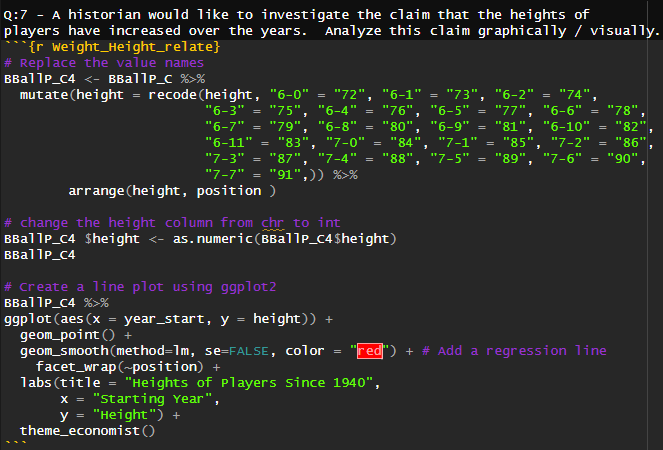 Q:7 - A historian would like to investigate the claim that the heights of
players have increased over the years.  Analyze this claim graphically / visually.
```{r Weight_Height_relate}
# Replace the value names
BBallP_C4 <- BBallP_C %>%
  mutate(height = recode(height, "6-0" = "72", "6-1" = "73", "6-2" = "74",
                         "6-3" = "75", "6-4" = "76", "6-5" = "77", "6-6" = "78",
                         "6-7" = "79", "6-8" = "80", "6-9" = "81", "6-10" = "82",
                         "6-11" = "83", "7-0" = "84", "7-1" = "85", "7-2" = "86",
                         "7-3" = "87", "7-4" = "88", "7-5" = "89", "7-6" = "90",
                         "7-7" = "91",)) %>%
        arrange(height, position )
# change the height column from chr to int
BBallP_C4 $height <- as.numeric(BBallP_C4$height)
BBallP_C4
# Create a line plot using ggplot2
BBallP_C4 %>%
ggplot(aes(x = year_start, y = height)) +
  geom_point() +
  geom_smooth(method=lm, se=FALSE, color = "red") + # Add a regression line
    facet_wrap(~position) +
  labs(title = "Heights of Players Since 1940",
       x = "Starting Year",
       y = "Height") +
  theme_economist()
```